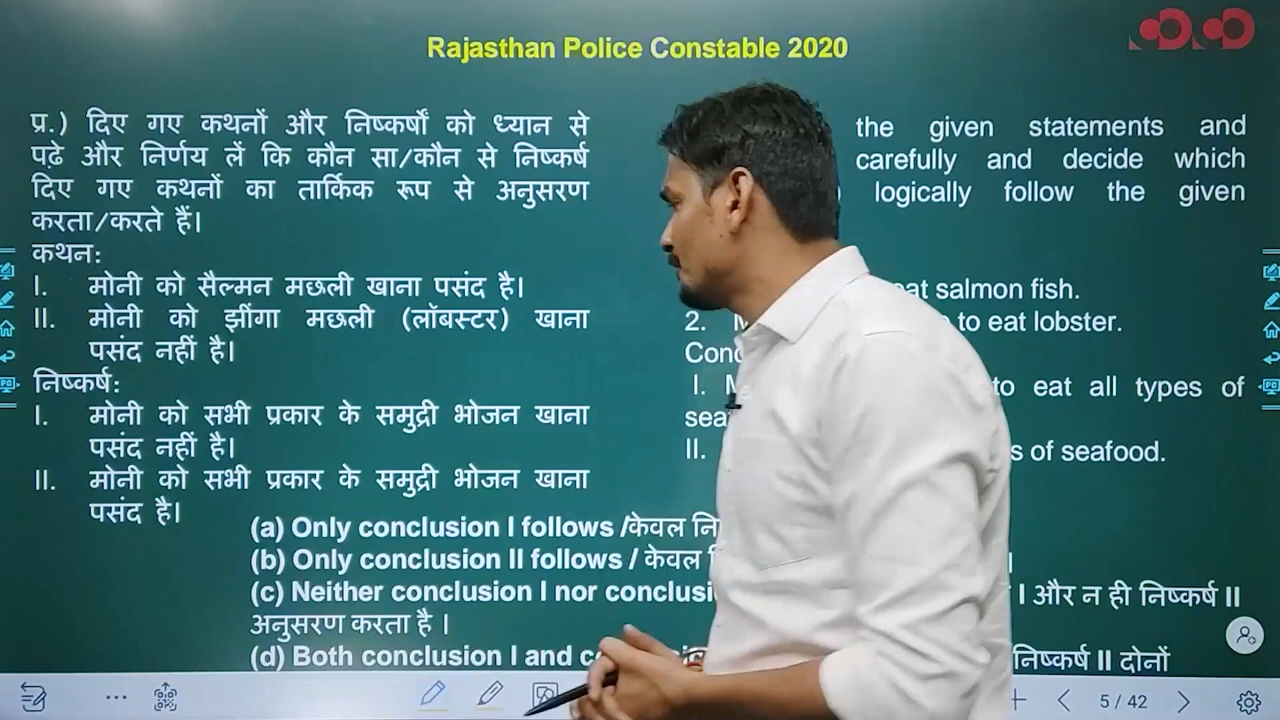 Rajasthan Police Constable 2020
प्र.) दिए गए कथनों और निष्कर्षों को ध्यान से
पढे और निर्णय लें कि कौन सा/कौन से निष्कर्ष
दिए गए कथनों का तार्किक रूप से अनुसरण
करता/करते हैं।
कथन:
I. मोनी को सैल्मन मछली खाना पसंद है।
II. मोनी को झींगा मछली (लॉबस्टर) खाना
पसंद नहीं है।
निष्कर्ष:
I. मोनी को सभी प्रकार के समुद्री भोजन खाना
पसंद नहीं है।
II. मोनी को सभी प्रकार के समुद्री भोजन खाना
पसंद है।
the given statements and
carefully and decide which
logically follow the given
eat salmon fish.
2. to eat lobster.
I. to eat all types of
II. of seafood.
(a) Only conclusion I follows /केवल
(b) Only conclusion II follows / केवल
(c) Neither conclusion I nor I और न ही निष्कर्ष II
अनुसरण करता है ।
(d) Both conclusion I and निष्कर्ष II दोनों
5 / 42